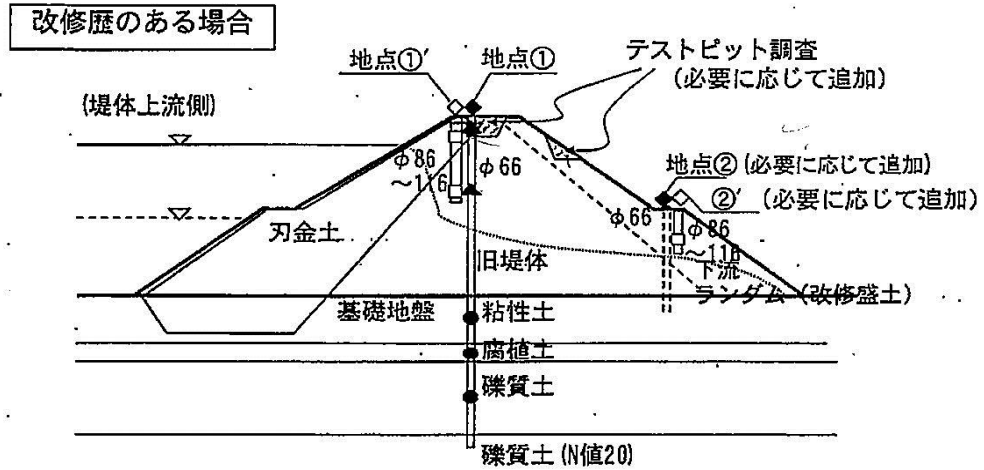 改修歴のある場合
地点①′ 地点①
テストピット調査
(必要に応じて追加)
(堤体上流側)
φ86
～116
φ66
地点②(必要に応じて追加)
②′ (必要に応じて追加)
φ66
φ86
～116
刃金土
旧堤体
下流
ランダム (改修盛土)
基礎地盤
粘性土
腐植土
礫質土
礫質土(N値20)